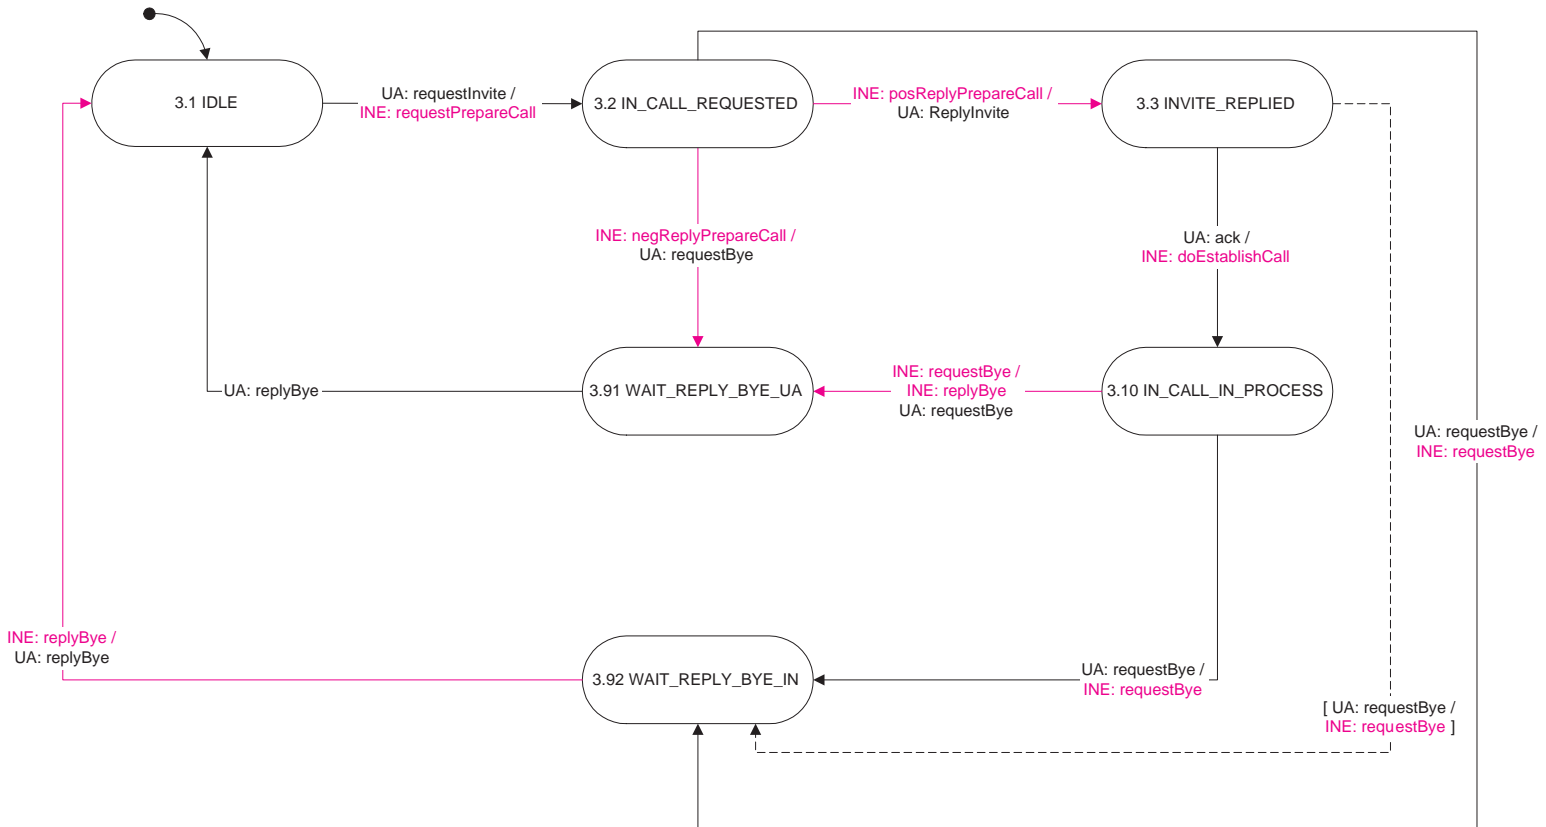 3.1 IDLE
UA: requestInvite /
INE: requestPrepareCall
3.2 IN_CALL_REQUESTED
INE: posReplyPrepareCall /
UA: ReplyInvite
3.3 INVITE_REPLIED
INE: negReplyPrepareCall /
UA: requestBye
UA: ack /
INE: doEstablishCall
UA: replyBye
3.91 WAIT_REPLY_BYE_UA
INE: requestBye /
INE: replyBye
UA: requestBye
3.10 IN_CALL_IN_PROCESS
UA: requestBye /
INE: requestBye
INE: replyBye /
UA: replyBye
3.92 WAIT_REPLY_BYE_IN
UA: requestBye /
INE: requestBye
[ UA: requestBye /
INE: requestBye ]